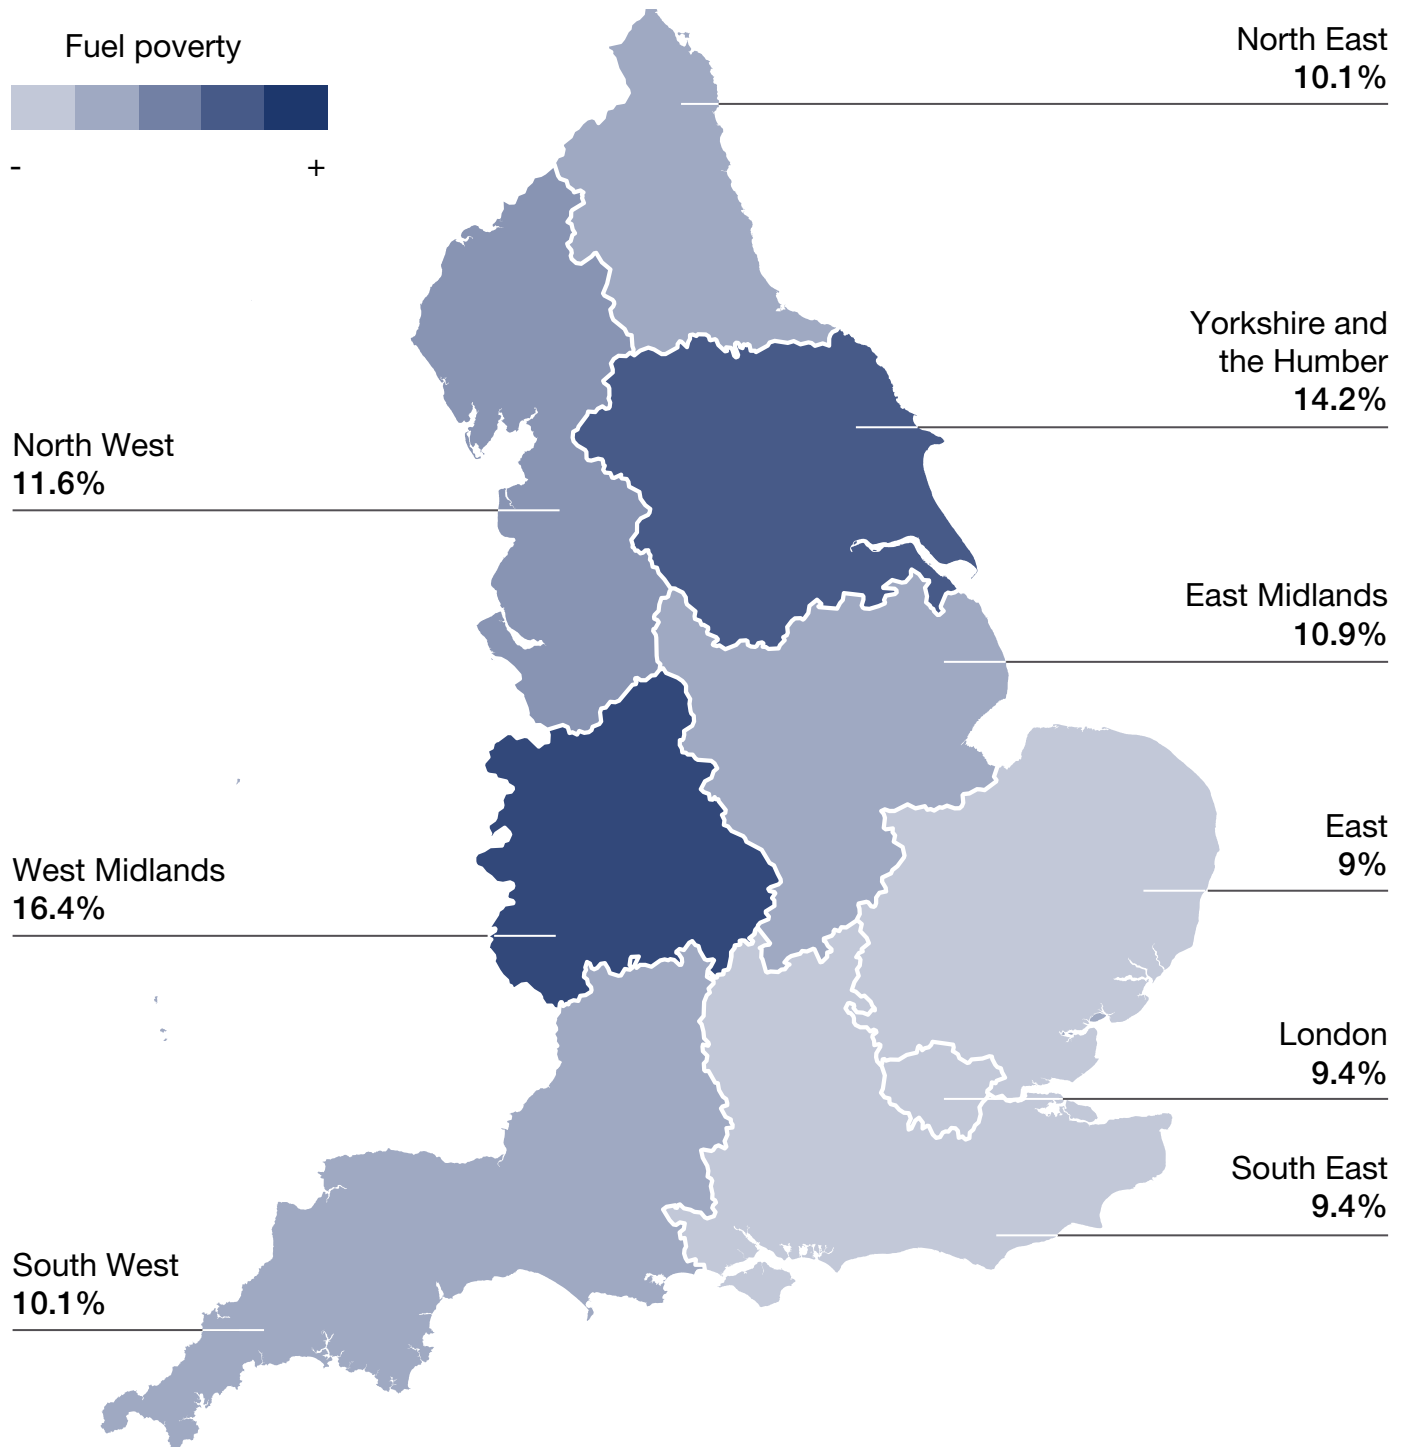 Fuel poverty
- +
North East
10.1%
Yorkshire and
the Humber
14.2%
North West
11.6%
East Midlands
10.9%
East
9%
West Midlands
16.4%
London
9.4%
South East
9.4%
South West
10.1%